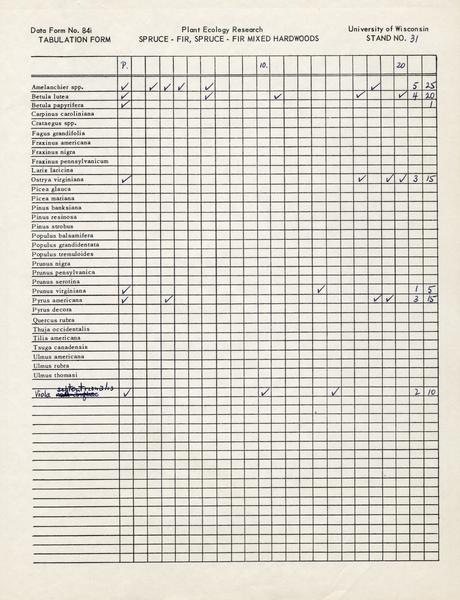 Data Form No. 84i Plant Ecology Research University of Wisconsin
TABULATION FORM SPRUCE - FIR, SPRUCE - FIR MIXED HARDWOODS STAND NO. 31
P. 10. 20
Amelanchier spp. ✓ ✓ ✓ ✓ ✓ ✓ 5 25
Betula lutea ✓ ✓ ✓ ✓ ✓ 4 20
Betula papyrifera ✓ 1
Carpinus caroliniana
Crataegus spp.
Fagus grandifolia
Fraxinus americana
Fraxinus nigra
Fraxinus pennsylvanicum
Larix laricina
Ostrya virginiana ✓ ✓ ✓ ✓ 3 15
Picea glauca
Picea mariana
Pinus banksiana
Pinus resinosa
Pinus strobus
Populus balsamifera
Populus grandidentata
Populus tremuloides
Prunus nigra
Prunus pensylvanica
Prunus serotina
Prunus virginiana ✓ ✓ 1 5
Pyrus americana ✓ ✓ ✓ ✓ 3 15
Pyrus decora
Quercus rubra
Thuja occidentalis
Tilia americana
Tsuga canadensis
Ulmus americana
Ulmus rubra
Ulmus thomasi
septentrionalis
Viola ✓ ✓ ✓ 2 10